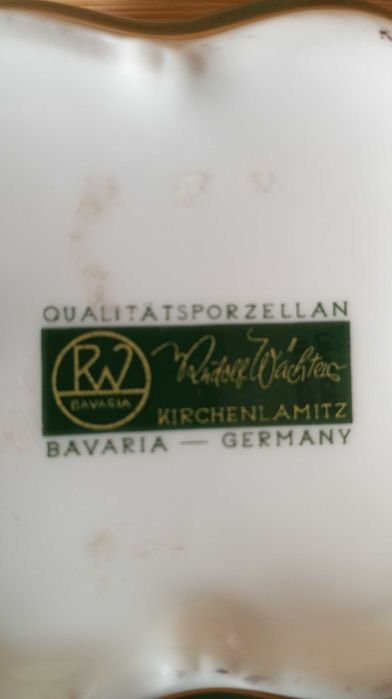 QUALITÄTSPORZELLAN
RW
BAVARIA
Rudolf Wächter
KIRCHENLAMITZ
BAVARIA — GERMANY